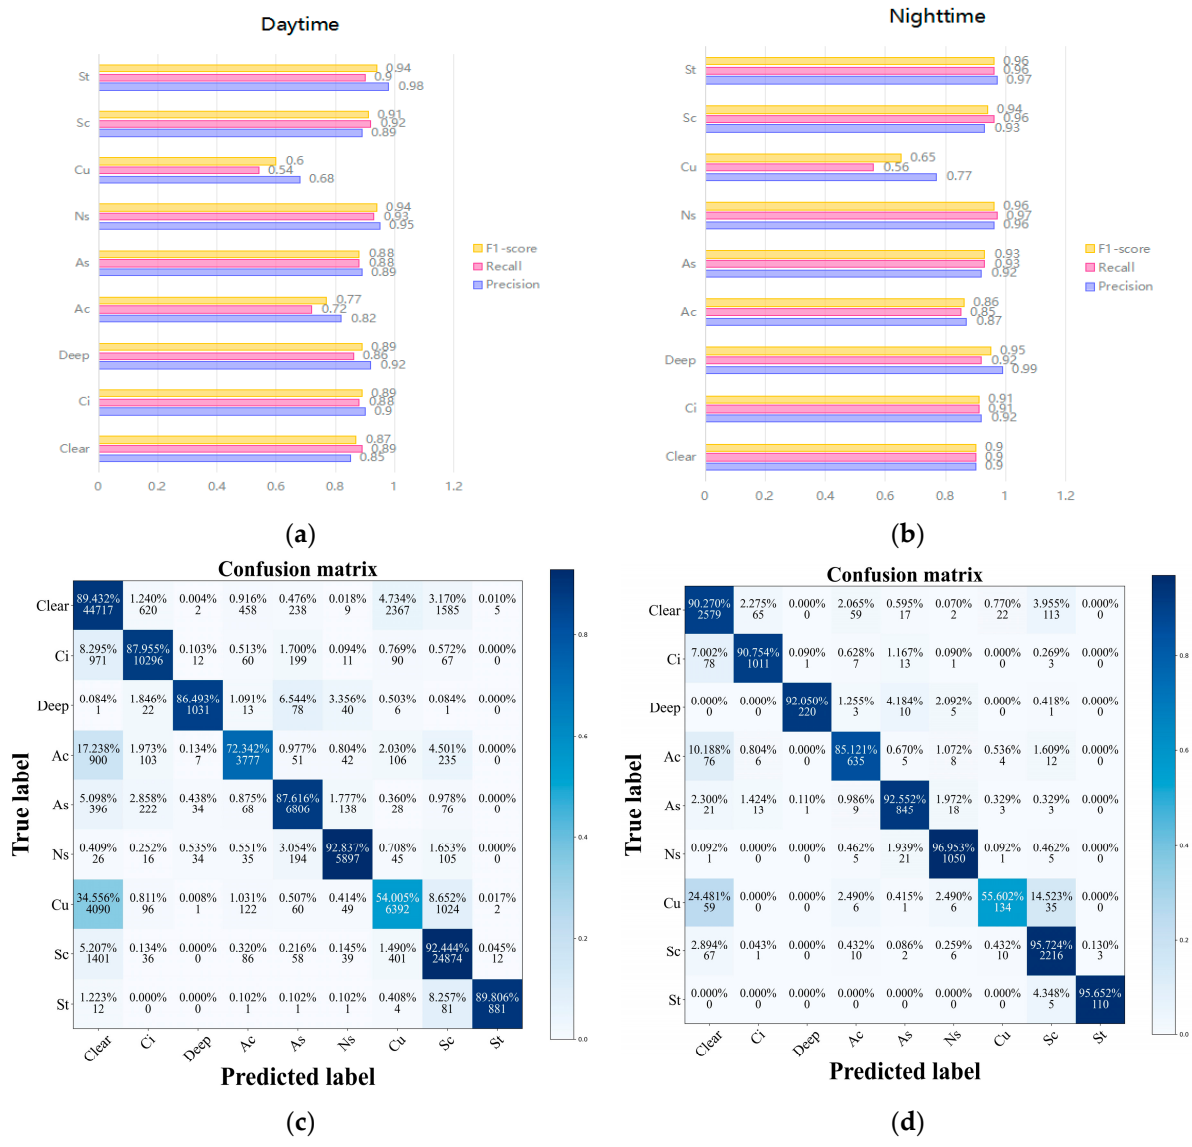 Daytime
St
0.94
0.9
0.98
Sc
0.91
0.92
0.89
Cu
0.6
0.54
0.68
Ns
0.94
0.93
0.95
As
0.88
0.88
0.89
Ac
0.77
0.72
0.82
Deep
0.89
0.86
0.92
Ci
0.89
0.88
0.9
Clear
0.87
0.89
0.85
0 0.2 0.4 0.6 0.8 1 1.2
F1-score
Recall
Precision
(a)
Nighttime
St
0.96
0.96
0.97
Sc
0.94
0.96
0.93
Cu
0.65
0.56
0.77
Ns
0.96
0.97
0.96
As
0.93
0.93
0.92
Ac
0.86
0.85
0.87
Deep
0.95
0.92
0.99
Ci
0.91
0.91
0.92
Clear
0.9
0.9
0.9
0 0.2 0.4 0.6 0.8 1 1.2
F1-score
Recall
Precision
(b)
Confusion matrix
True label
Clear 89.432% 1.240% 0.004% 0.916% 0.476% 0.018% 4.734% 3.170% 0.010%
44717 620 2 458 238 9 2367 1585 5
Ci 8.295% 87.955% 0.103% 0.513% 1.700% 0.094% 0.769% 0.572% 0.000%
971 10296 12 60 199 11 90 67 0
Deep 0.084% 1.846% 86.493% 1.091% 6.544% 3.356% 0.503% 0.084% 0.000%
1 22 1031 13 78 40 6 1 0
Ac 17.238% 1.973% 0.134% 72.342% 0.977% 0.804% 2.030% 4.501% 0.000%
900 103 7 3777 51 42 106 235 0
As 5.098% 2.858% 0.438% 0.875% 87.616% 1.777% 0.360% 0.978% 0.000%
396 222 34 68 6806 138 28 76 0
Ns 0.409% 0.252% 0.535% 0.551% 3.054% 92.837% 0.708% 1.653% 0.000%
26 16 34 35 194 5897 45 105 0
Cu 34.556% 0.811% 0.008% 1.031% 0.507% 0.414% 54.005% 8.652% 0.017%
4090 96 1 122 60 49 6392 1024 2
Sc 5.207% 0.134% 0.000% 0.320% 0.216% 0.145% 1.490% 92.444% 0.045%
1401 36 0 86 58 39 401 24874 12
St 1.223% 0.000% 0.000% 0.102% 0.102% 0.102% 0.408% 8.257% 89.806%
12 0 0 1 1 1 4 81 881
Clear Ci Deep Ac As Ns Cu Sc St
Predicted label
0.8
0.6
0.4
0.2
0.0
(c)
Confusion matrix
True label
Clear 90.270% 2.275% 0.000% 2.065% 0.595% 0.070% 0.770% 3.955% 0.000%
2579 65 0 59 17 2 22 113 0
Ci 7.002% 90.754% 0.090% 0.628% 1.167% 0.090% 0.000% 0.269% 0.000%
78 1011 1 7 13 1 0 3 0
Deep 0.000% 0.000% 92.050% 1.255% 4.184% 2.092% 0.000% 0.418% 0.000%
0 0 220 3 10 5 0 1 0
Ac 10.188% 0.804% 0.000% 85.121% 0.670% 1.072% 0.536% 1.609% 0.000%
76 6 0 635 5 8 4 12 0
As 2.300% 1.424% 0.110% 0.986% 92.552% 1.972% 0.329% 0.329% 0.000%
21 13 1 9 845 18 3 3 0
Ns 0.092% 0.000% 0.000% 0.462% 1.939% 96.953% 0.092% 0.462% 0.000%
1 0 0 5 21 1050 1 5 0
Cu 24.481% 0.000% 0.000% 2.490% 0.415% 2.490% 55.602% 14.523% 0.000%
59 0 0 6 1 6 134 35 0
Sc 2.894% 0.043% 0.000% 0.432% 0.086% 0.259% 0.432% 95.724% 0.130%
67 1 0 10 2 6 10 2216 3
St 0.000% 0.000% 0.000% 0.000% 0.000% 0.000% 0.000% 4.348% 95.652%
0 0 0 0 0 0 0 5 110
Clear Ci Deep Ac As Ns Cu Sc St
Predicted label
0.8
0.6
0.4
0.2
0.0
(d)